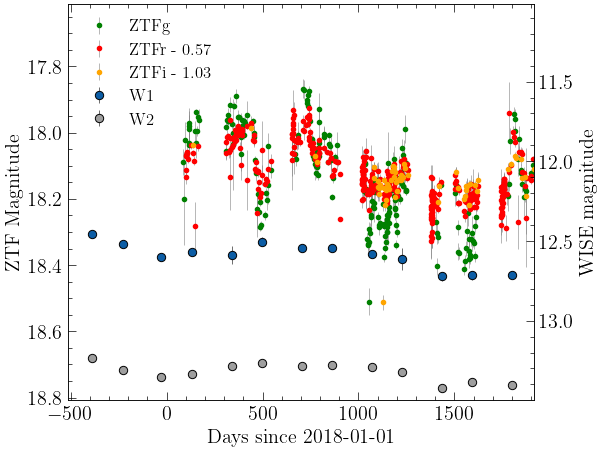 ZTFg
ZTFr - 0.57
ZTFi - 1.03
W1
W2
17.8
18.0
18.2
18.4
18.6
18.8
ZTF Magnitude
11.5
12.0
12.5
13.0
WISE magnitude
−500
0
500
1000
1500
Days since 2018-01-01